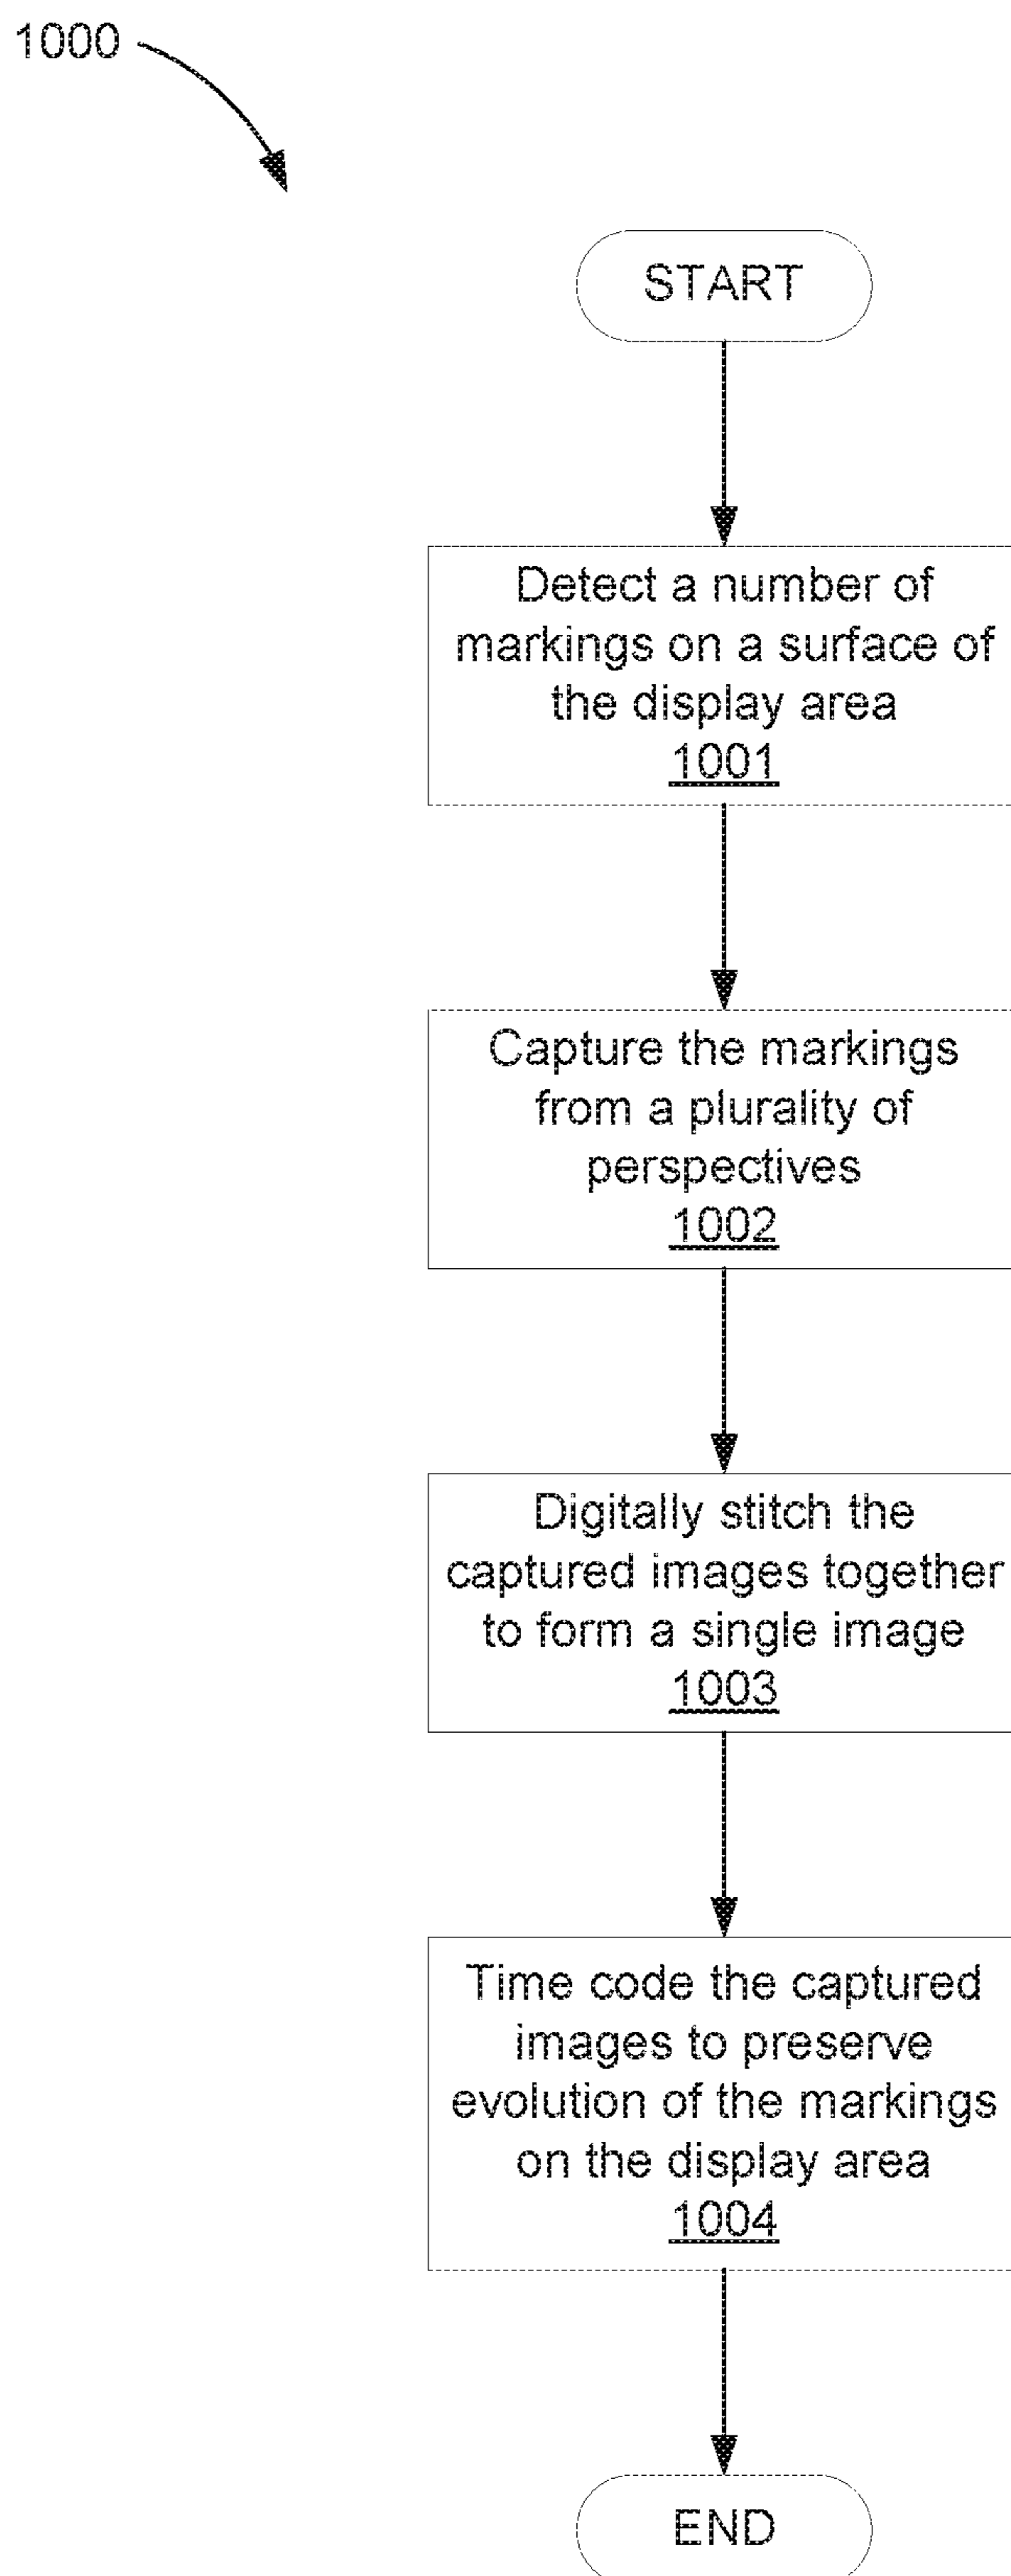 1000
START
Detect a number of
markings on a surface of
the display area
1001
Capture the markings
from a plurality of
perspectives
1002
Digitally stitch the
captured images together
to form a single image
1003
Time code the captured
images to preserve
evolution of the markings
on the display area
1004
END